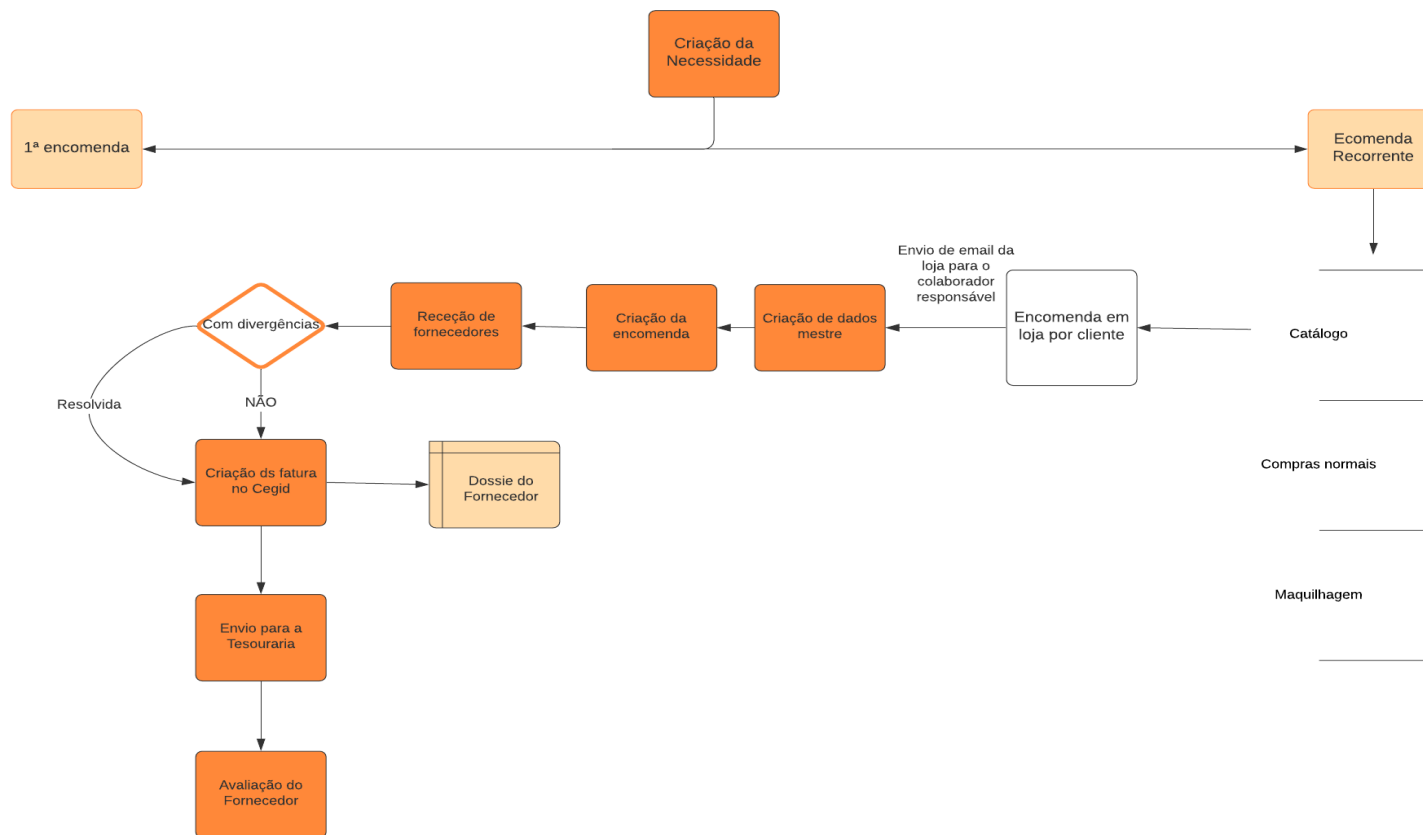 Criação da
Necessidade
1ª encomenda
Ecomenda
Recorrente
Envio de email da
loja para o
colaborador
responsável
Encomenda em
loja por cliente
Catálogo
Criação de dados
mestre
Criação da
encomenda
Receção de
fornecedores
Com divergências
Resolvida
NÃO
Criação ds fatura
no Cegid
Dossie do
Fornecedor
Compras normais
Maquilhagem
Envio para a
Tesouraria
Avaliação do
Fornecedor